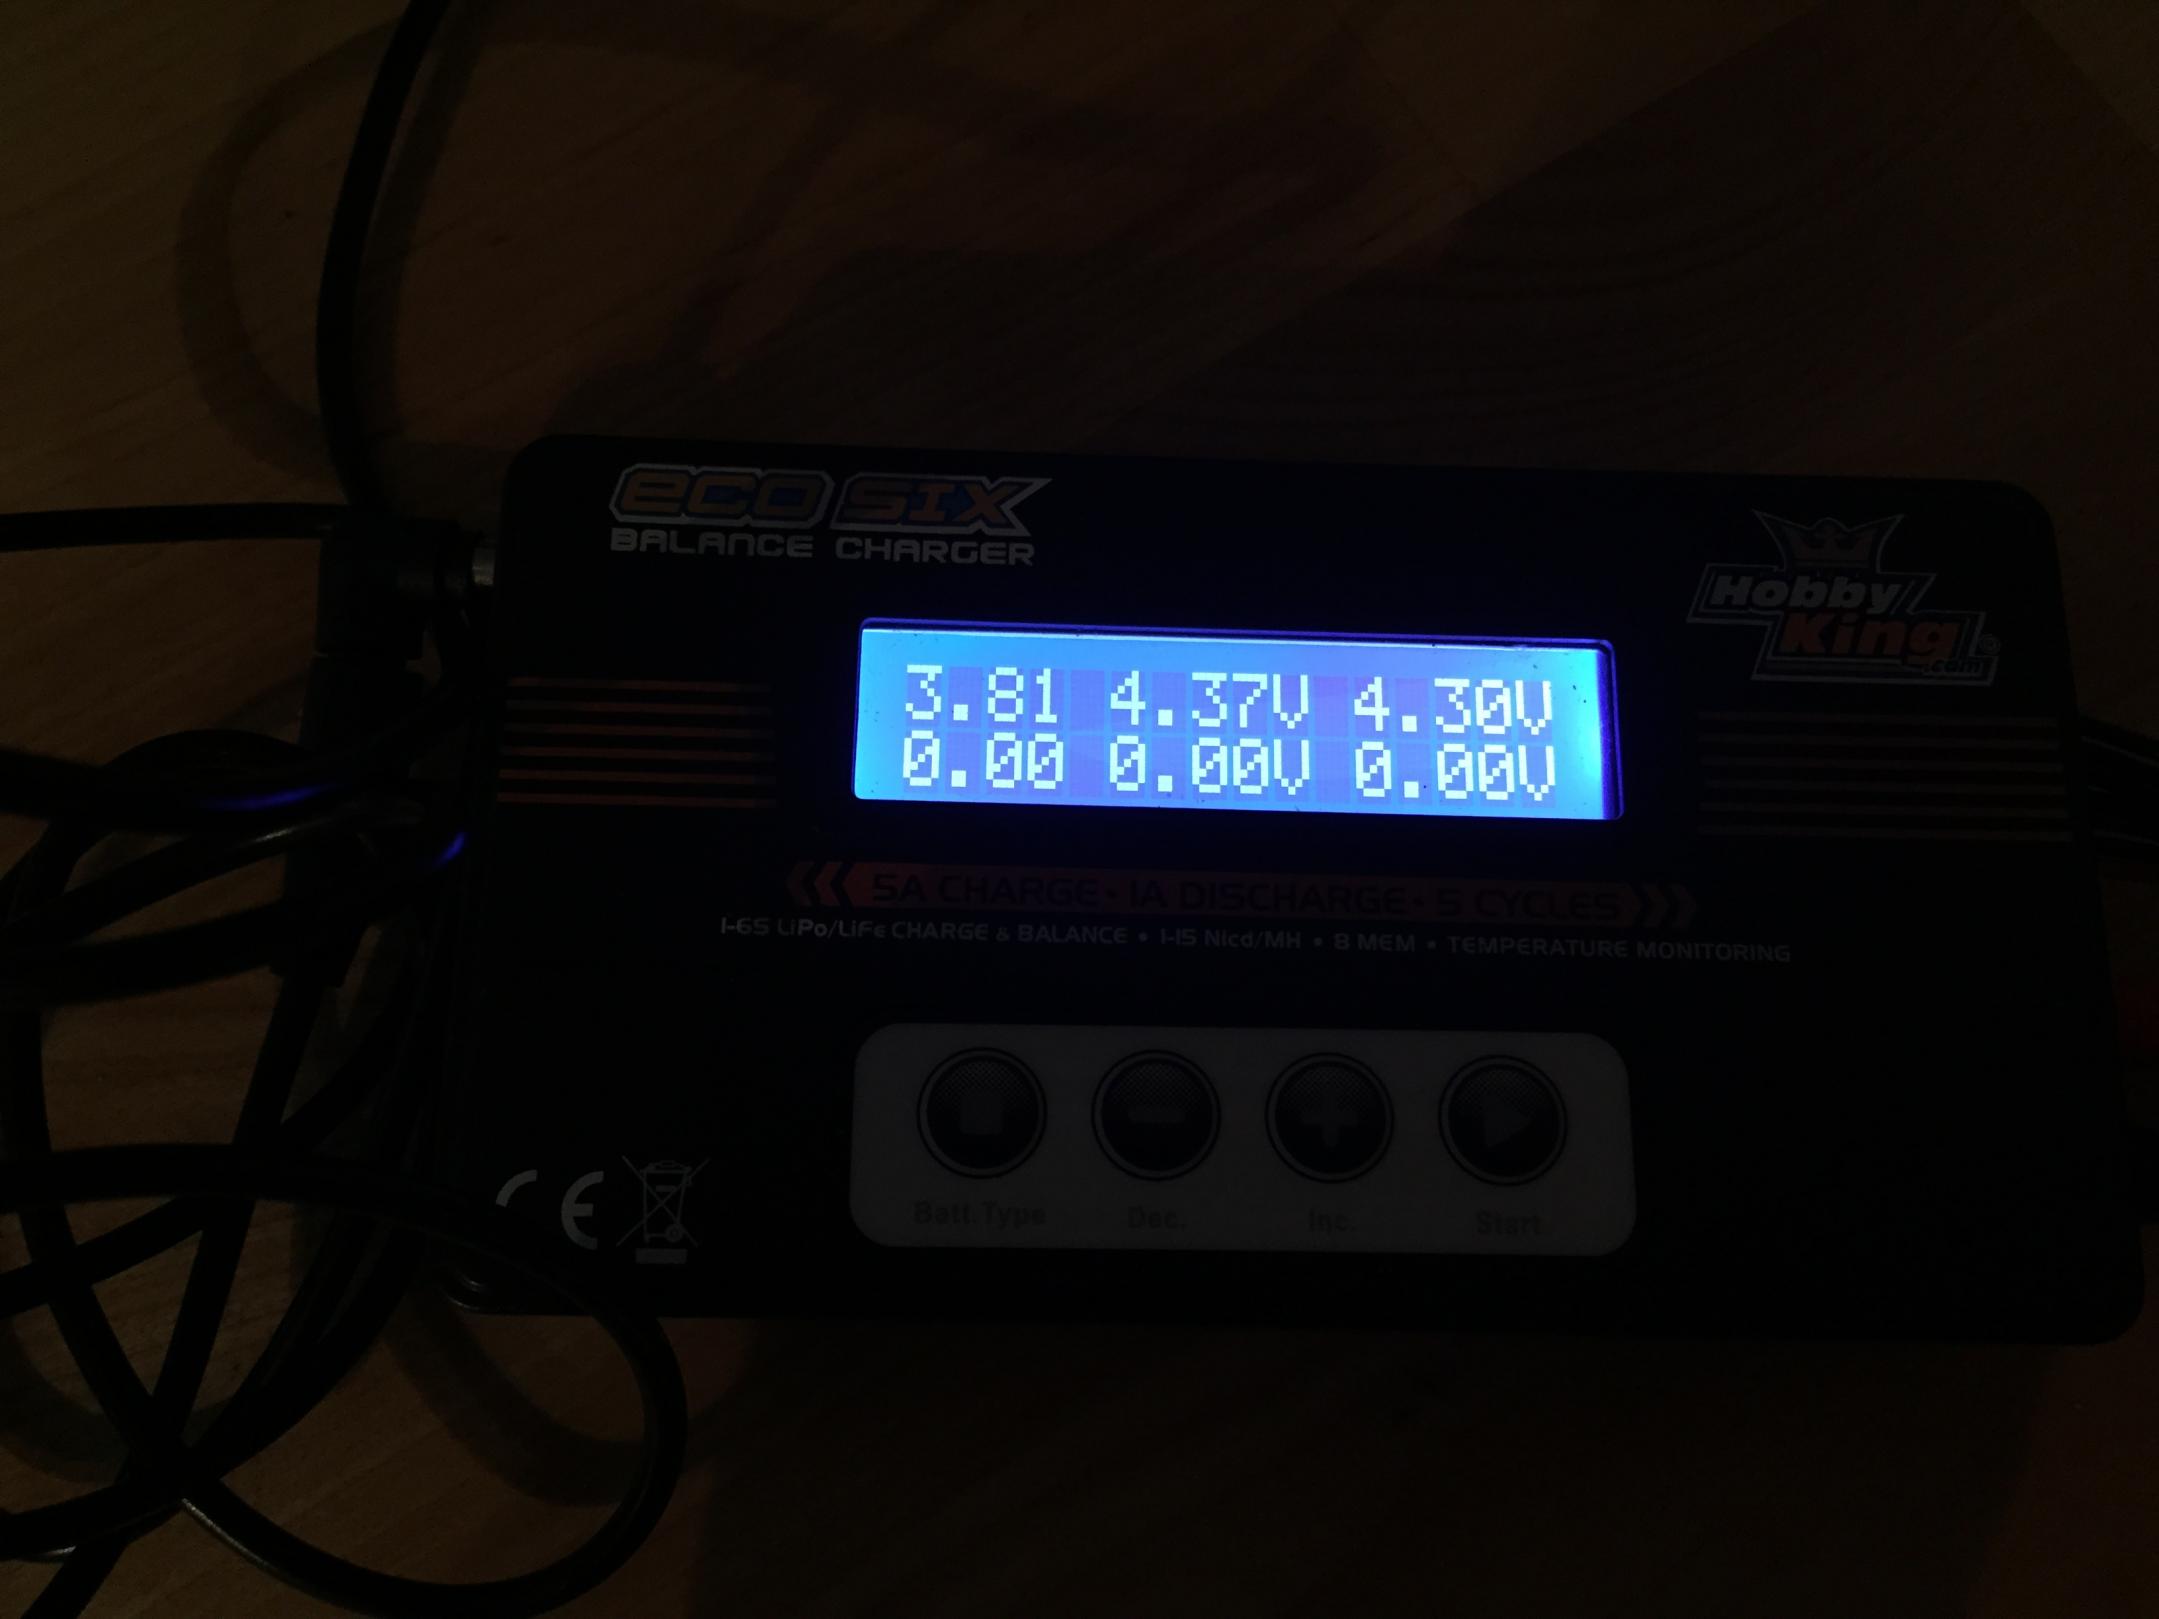 eco SIX
BALANCE CHARGER
Hobby
King
.com
®
3.81 4.37V 4.30V
0.00 0.00V 0.00V
5A CHARGE • 1A DISCHARGE • 5 CYCLES
1-6S LiPo/LiFe CHARGE & BALANCE • 1-15 Nicd/MH • 8 MEM • TEMPERATURE MONITORING
Batt.Type Dec. Inc. Start
CE